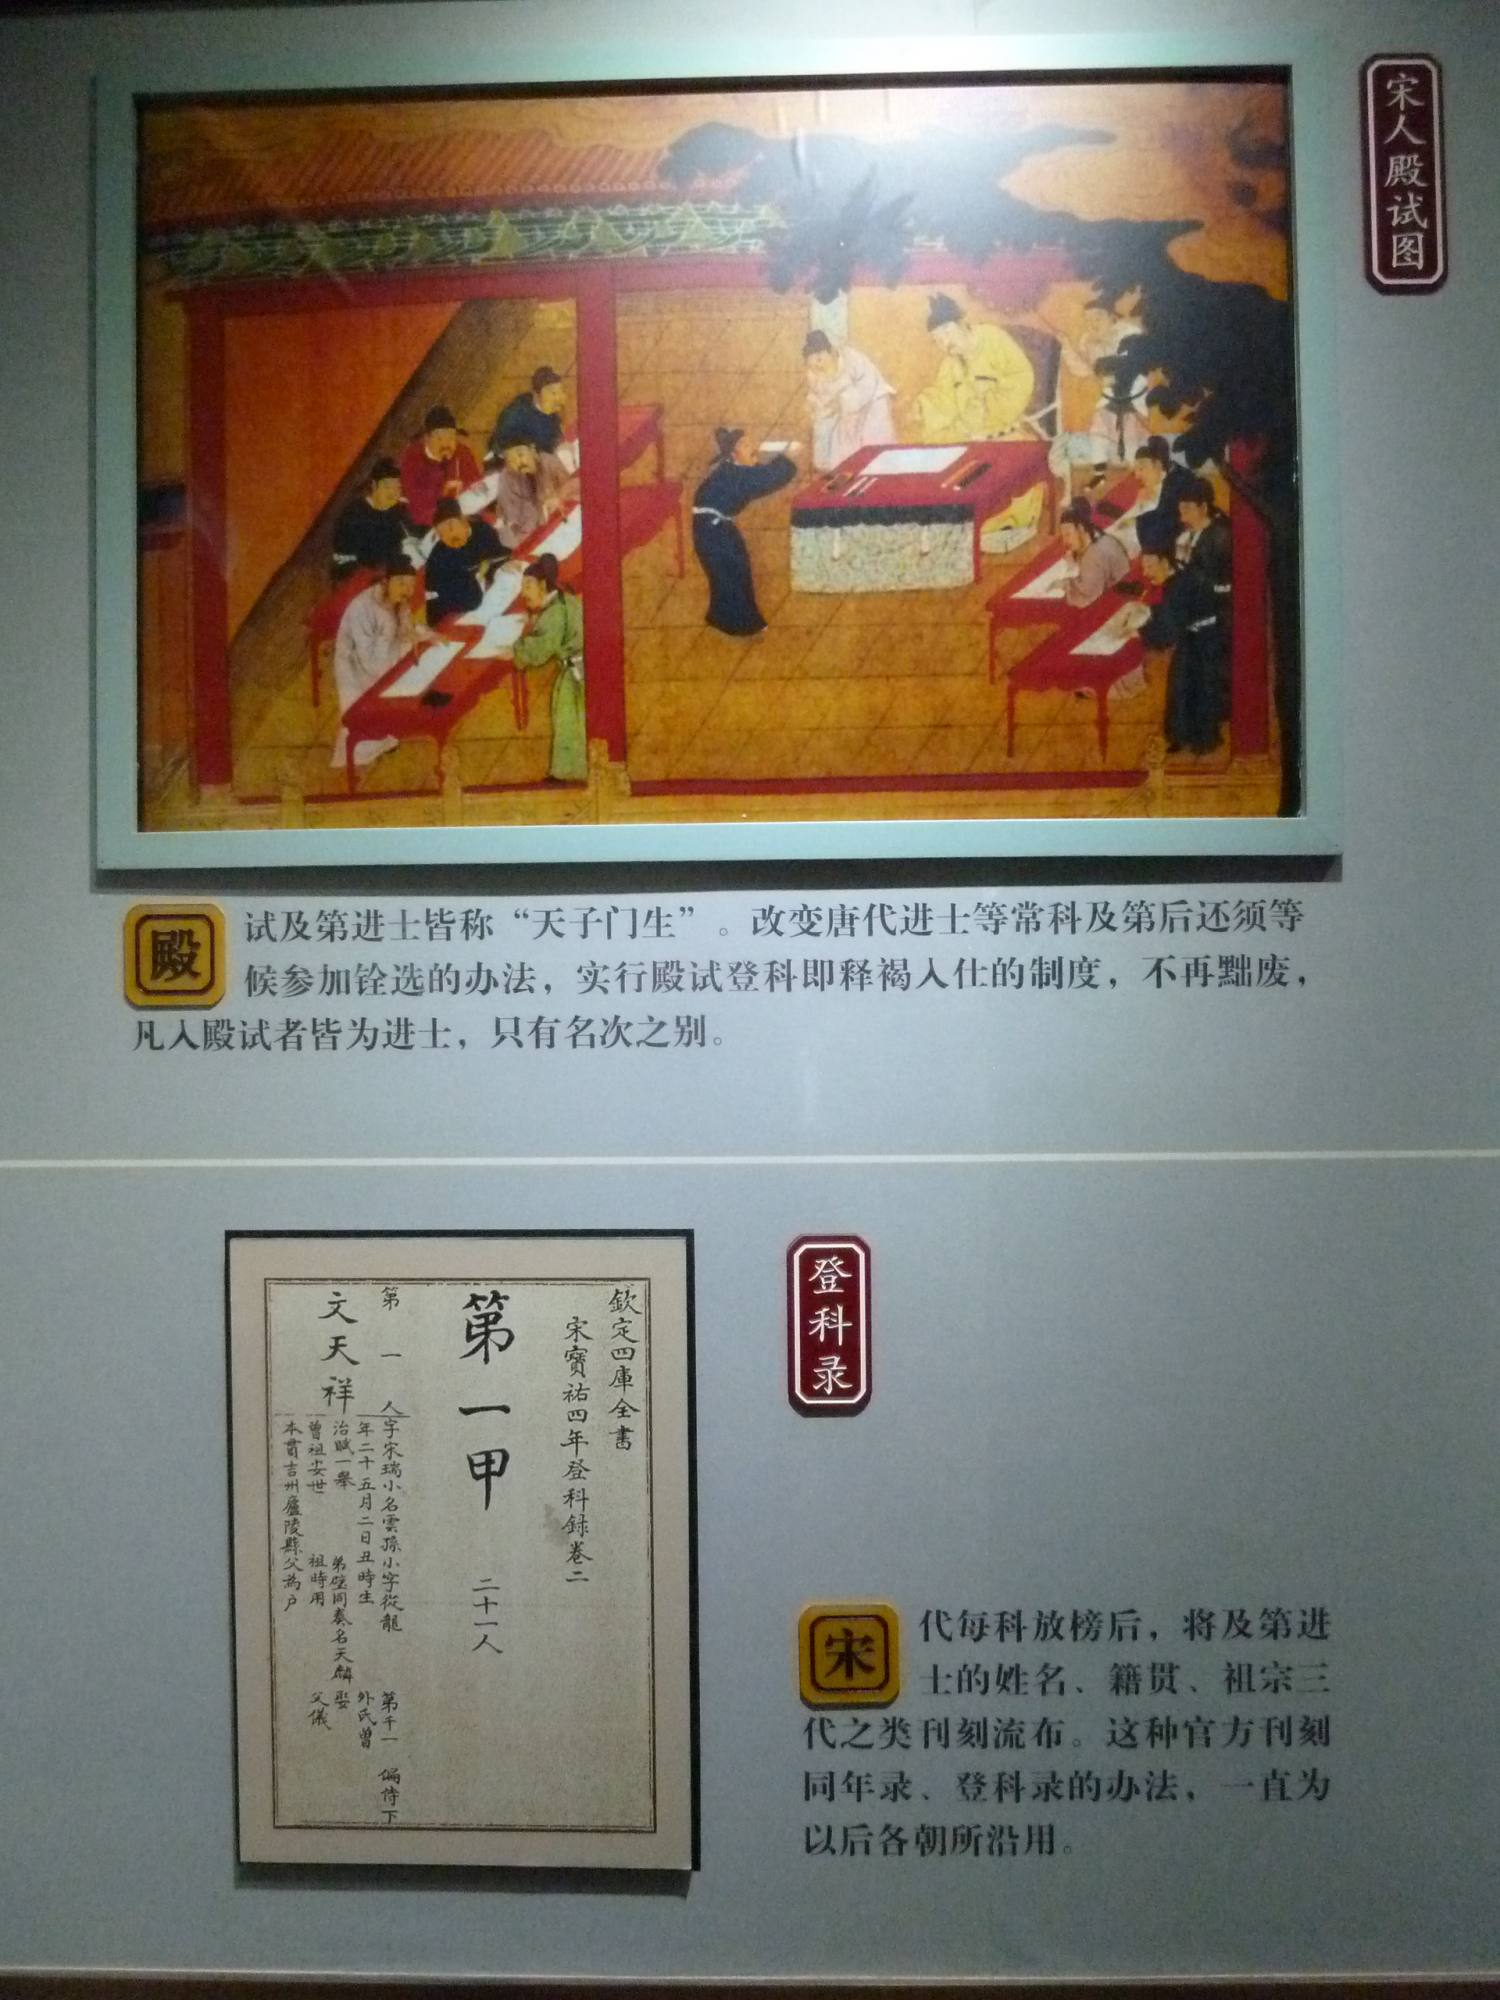 宋人殿试图
殿试及第进士皆称“天子门生”。改变唐代进士等常科及第后还须等
候参加铨选的办法，实行殿试登科即释褐入仕的制度，不再黜废，
凡入殿试者皆为进士，只有名次之别。
登科录
欽定四庫全書
宋寶祐四年登科錄卷二
第一甲 二十一人
第一人
文天祥
字宋瑞小名雲孫小字從龍 第千一 偏侍下
年二十五月二日丑時生 外氏曾
治賦一舉 弟璧同奏名天麟 娶
曾祖安世 祖時用 父儀
本貫吉州廬陵縣父為户
宋代每科放榜后，将及第进
士的姓名、籍贯、祖宗三
代之类刊刻流布。这种官方刊刻
同年录、登科录的办法，一直为
以后各朝所沿用。